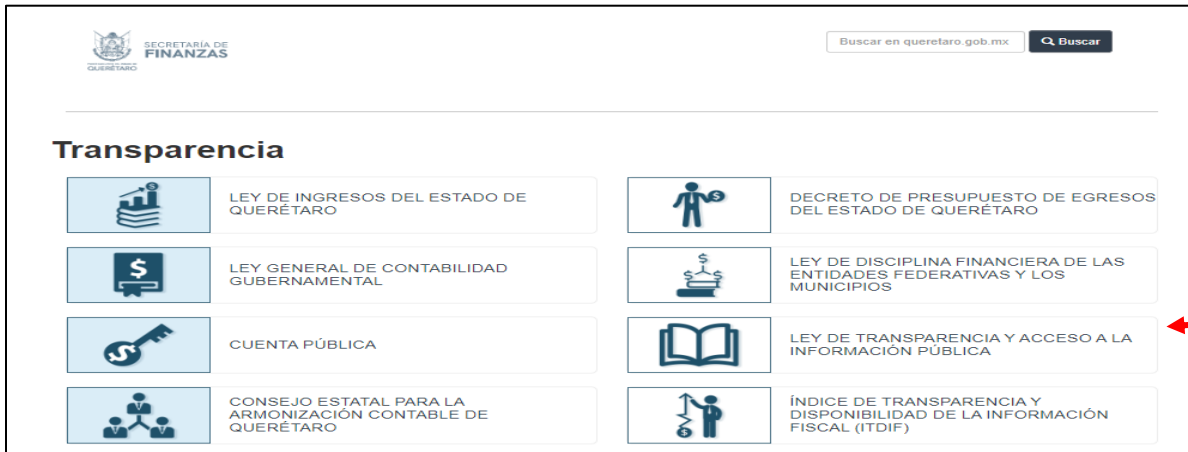 SECRETARÍA DE
FINANZAS
QUERÉTARO
Buscar en queretaro.gob.mx
Buscar
Transparencia
LEY DE INGRESOS DEL ESTADO DE
QUERÉTARO
DECRETO DE PRESUPUESTO DE EGRESOS
DEL ESTADO DE QUERÉTARO
LEY GENERAL DE CONTABILIDAD
GUBERNAMENTAL
LEY DE DISCIPLINA FINANCIERA DE LAS
ENTIDADES FEDERATIVAS Y LOS
MUNICIPIOS
CUENTA PÚBLICA
LEY DE TRANSPARENCIA Y ACCESO A LA
INFORMACIÓN PÚBLICA
CONSEJO ESTATAL PARA LA
ARMONIZACIÓN CONTABLE DE
QUERÉTARO
ÍNDICE DE TRANSPARENCIA Y
DISPONIBILIDAD DE LA INFORMACIÓN
FISCAL (ITDIF)